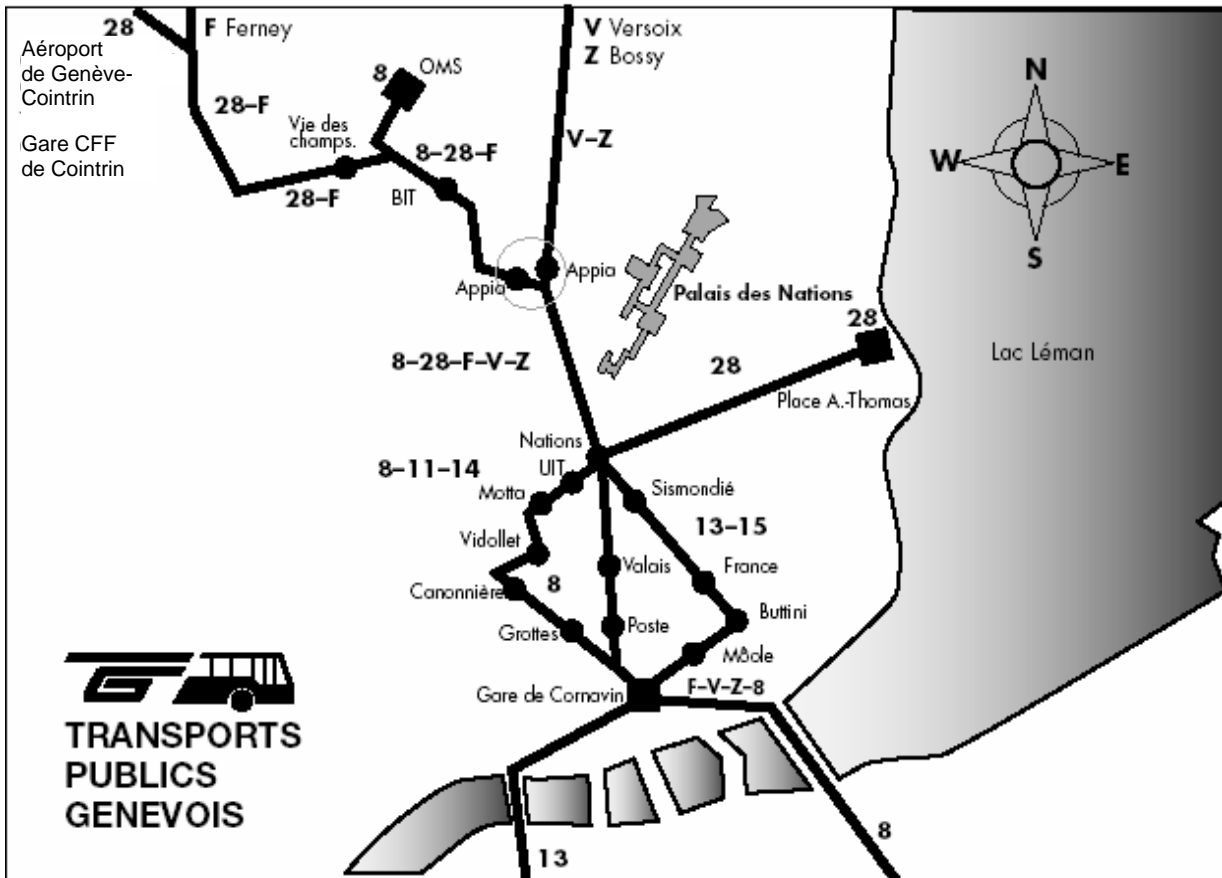 28
F Ferney
Aéroport
de Genève-
Cointrin
Gare CFF
de Cointrin
V Versoix
Z Bossy
8
OMS
28–F
Vie des
champs.
8–28–F
V–Z
28–F
BIT
N
W
E
S
Appia
Appia
Palais des Nations
28
Lac Léman
8–28–F–V–Z
28
Place A.-Thomas
Nations
UIT
8–11–14
Motta
Sismondié
13–15
Vidollet
Valais
France
Canonnière
8
Buttini
Grottes
Poste
Môole
Gare de Cornavin
F–V–Z–8
TRANSPORTS
PUBLICS
GENEVOIS
13
8